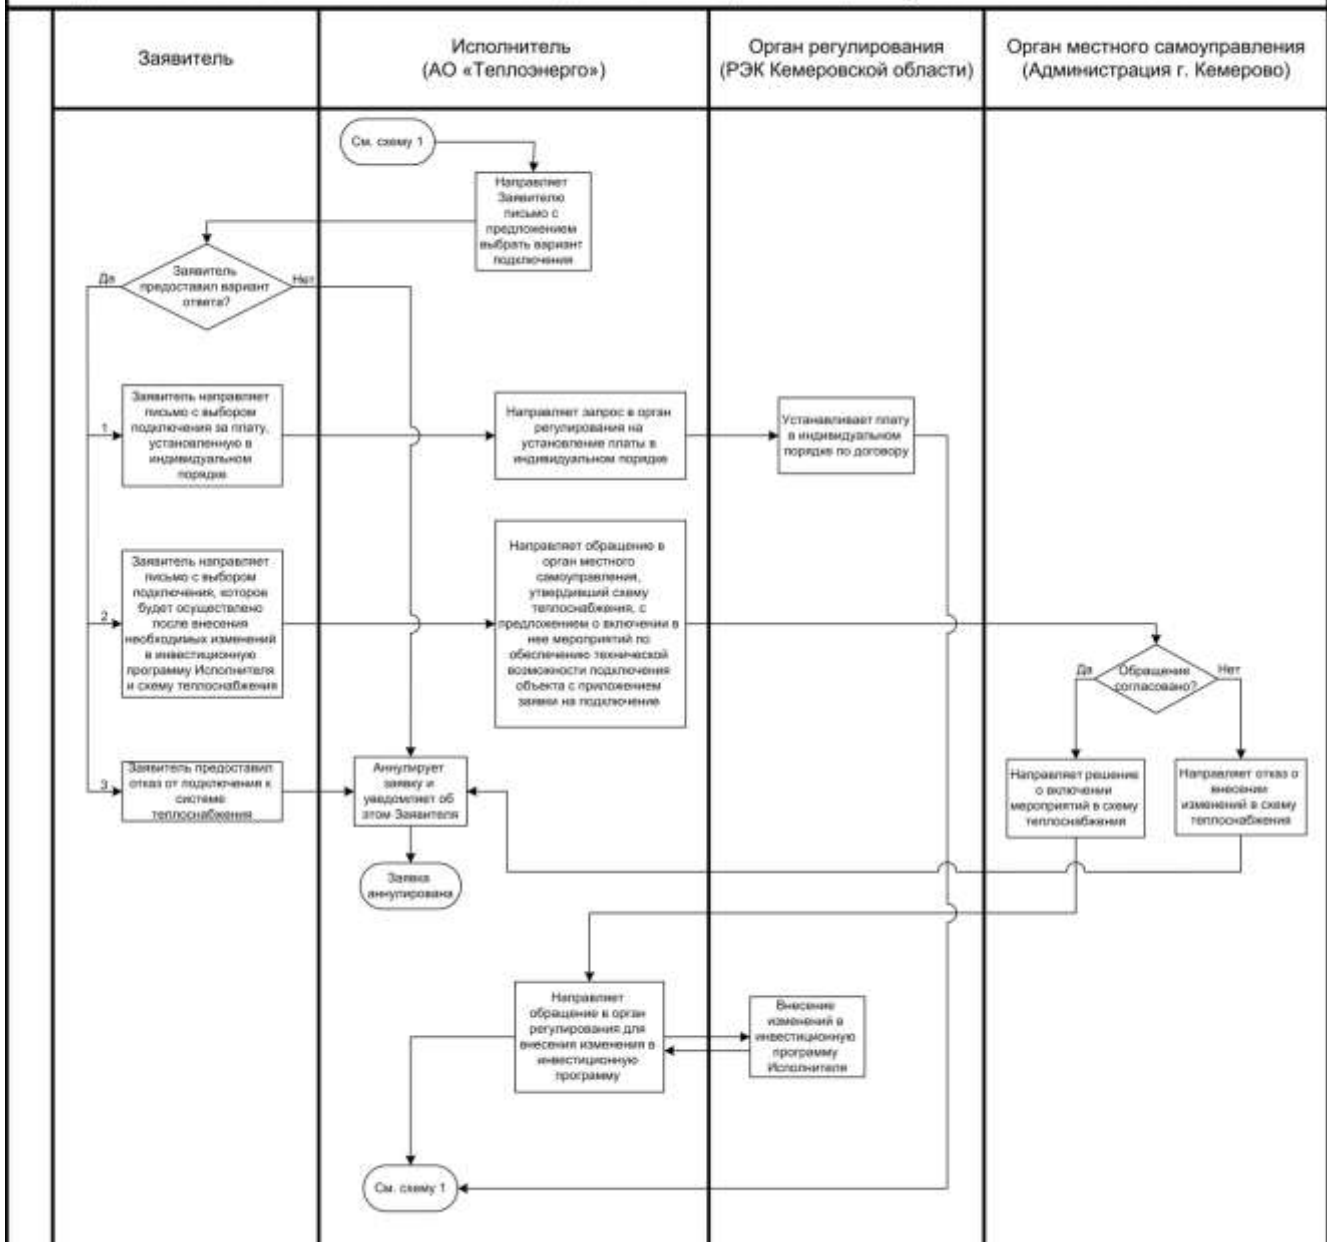 Заявитель
Исполнитель
(АО «Теплоэнерго»)
Орган регулирования
(РЭК Кемеровской области)
Орган местного самоуправления
(Администрация г. Кемерово)
См. схему 1
Направляет
Заявителю
письмо с
предложением
выбрать вариант
подключения
Заявитель
предоставил вариант
ответа?
Да
Нет
1
Заявитель направляет
письмо с выбором
подключения за плату,
установленную в
индивидуальном
порядке
Направляет запрос в орган
регулирования на
установление платы в
индивидуальном порядке
Устанавливает плату
в индивидуальном
порядке по договору
2
Заявитель направляет
письмо с выбором
подключения, которое
будет осуществлено
после внесения
необходимых изменений
в инвестиционную
программу Исполнителя
и схему теплоснабжения
Направляет обращение в
орган местного
самоуправления,
утвердивший схему
теплоснабжения, с
предложением о включении в
нее мероприятий по
обеспечению технической
возможности подключения
объекта с приложением
заявки на подключение
Обращение
согласовано?
Да
Нет
3
Заявитель предоставил
отказ от подключения к
системе
теплоснабжения
Аннулирует
заявку и
уведомляет об
этом Заявителя
Направляет решение
о включении
мероприятий в схему
теплоснабжения
Направляет отказ о
внесении
изменений в схему
теплоснабжения
Заявка
аннулирована
Направляет
обращение в орган
регулирования для
внесения изменения в
инвестиционную
программу
Внесение
изменений в
инвестиционную
программу
Исполнителя
См. схему 1